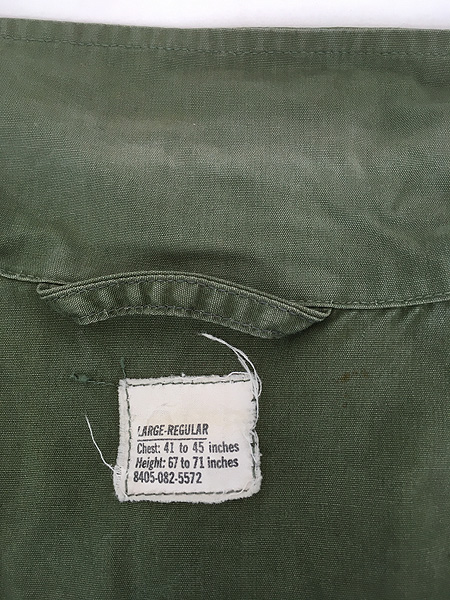 LARGE-REGULAR
Chest: 41 to 45 inches
Height: 67 to 71 inches
8405-082-5572